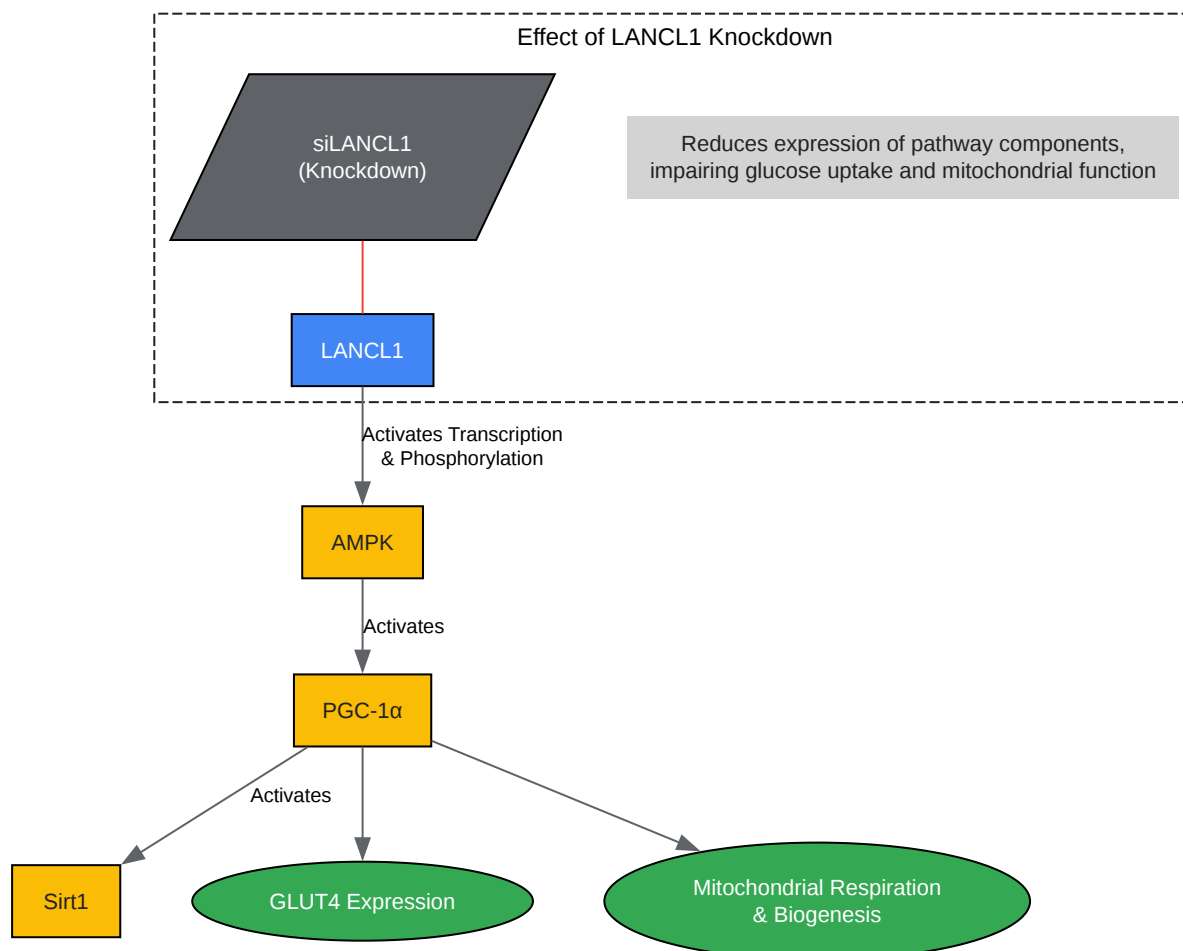 Effect of LANCL1 Knockdown
siLANCL1
(Knockdown)
Reduces expression of pathway components,
impairing glucose uptake and mitochondrial function
LANCL1
Activates Transcription
& Phosphorylation
AMPK
Activates
PGC-1α
Activates
Sirt1
GLUT4 Expression
Mitochondrial Respiration
& Biogenesis